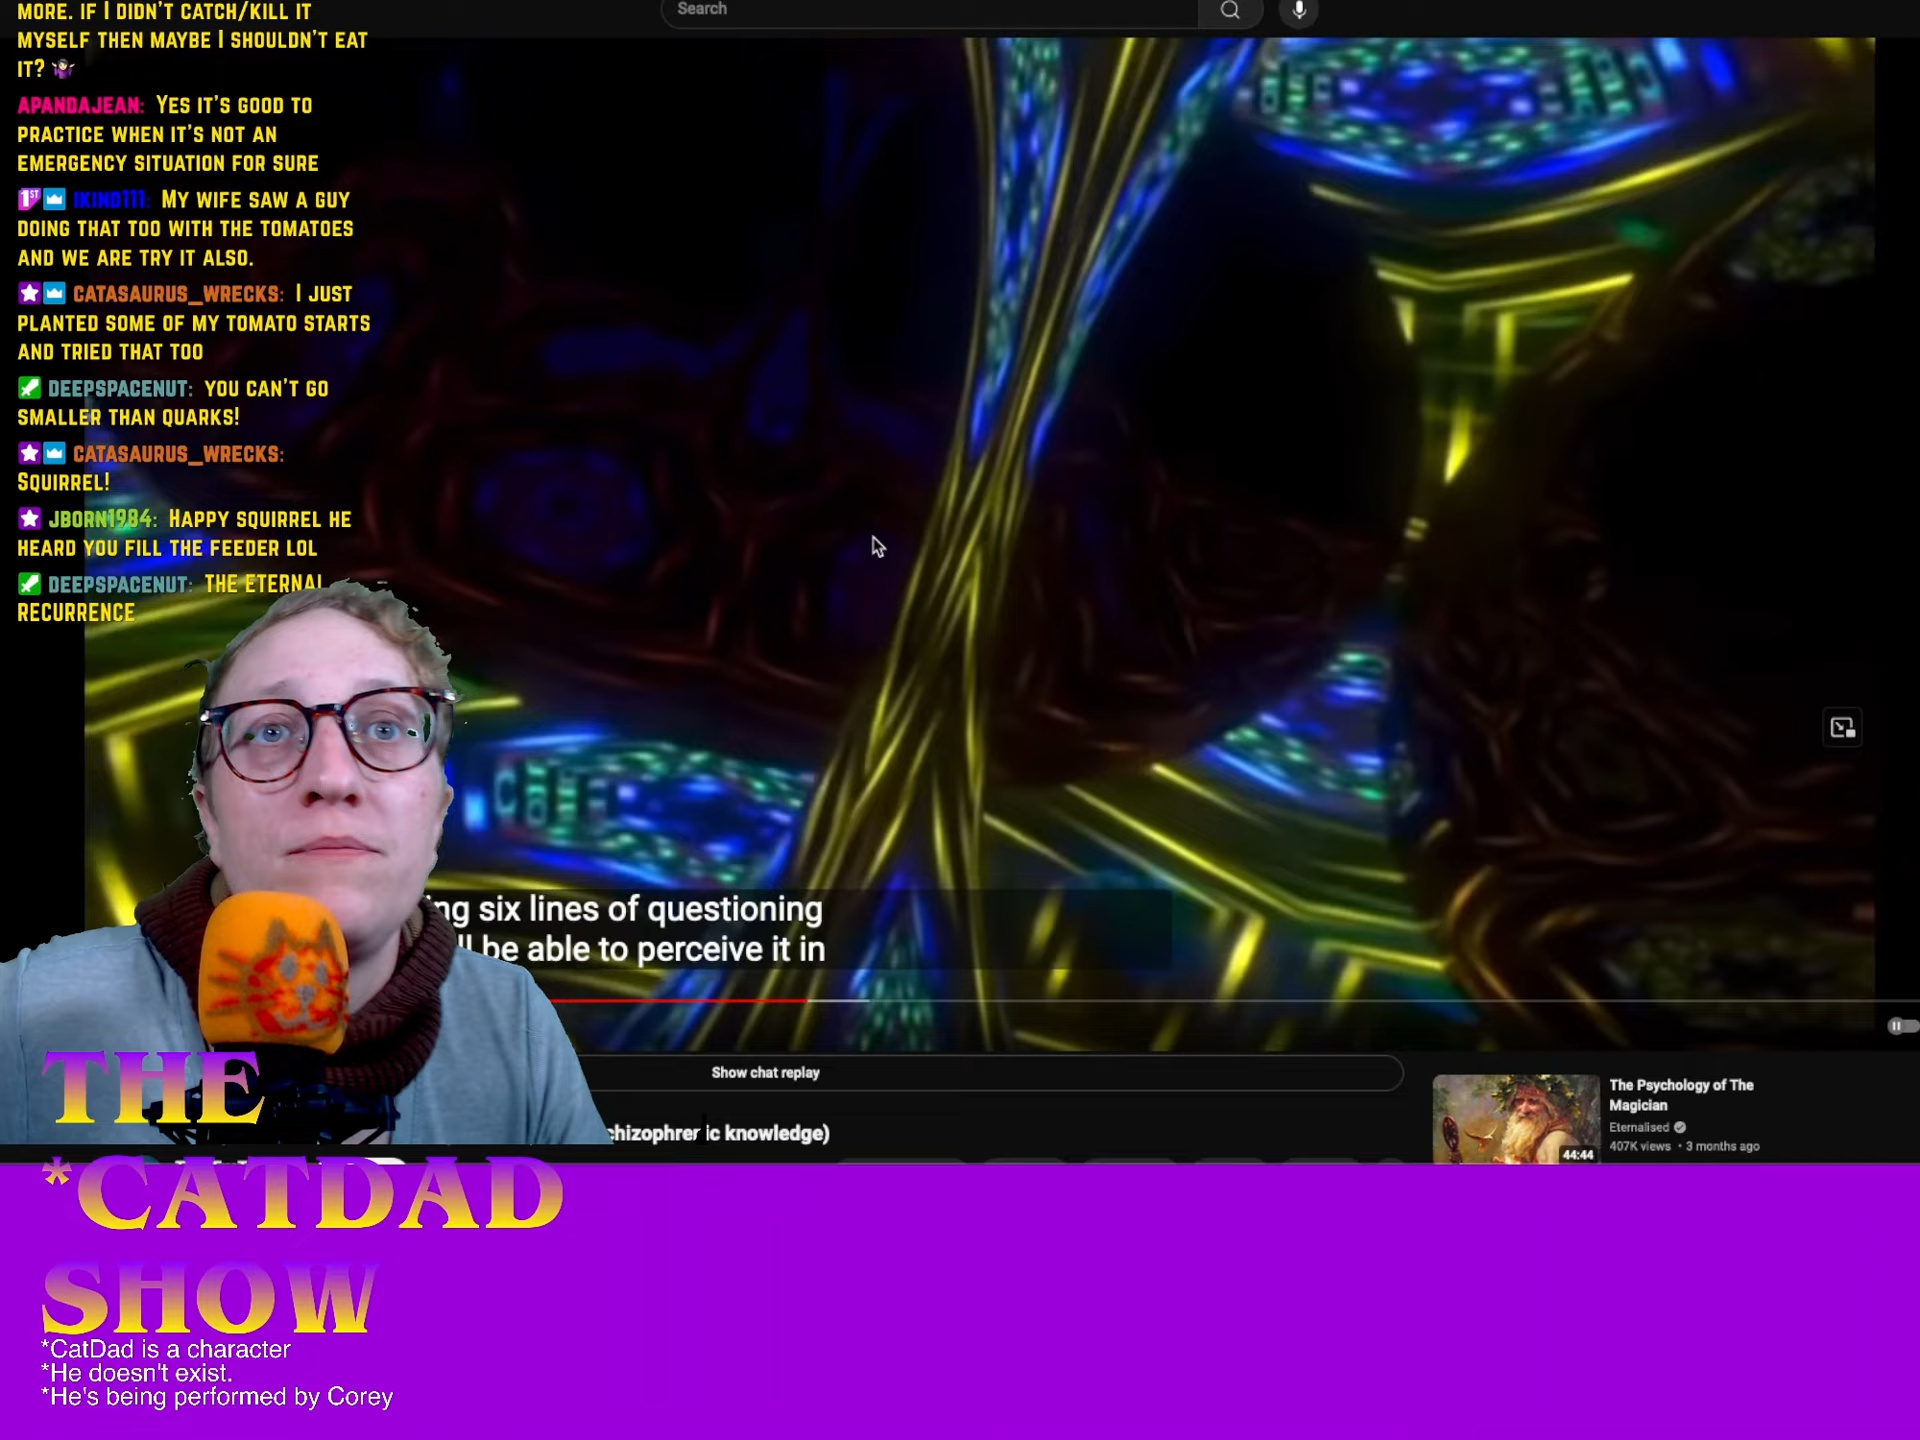 Search
MORE. IF I DIDN'T CATCH/KILL IT
MYSELF THEN MAYBE I SHOULDN'T EAT
IT?
APANDAJEAN: YES IT'S GOOD TO
PRACTICE WHEN IT'S NOT AN
EMERGENCY SITUATION FOR SURE
1ST IKIND111: MY WIFE SAW A GUY
DOING THAT TOO WITH THE TOMATOES
AND WE ARE TRY IT ALSO.
CATASAURUS_WRECKS: I JUST
PLANTED SOME OF MY TOMATO STARTS
AND TRIED THAT TOO
DEEPSPACENUT: YOU CAN'T GO
SMALLER THAN QUARKS!
CATASAURUS_WRECKS:
SQUIRREL!
JBORN1984: HAPPY SQUIRREL HE
HEARD YOU FILL THE FEEDER LOL
DEEPSPACENUT: THE ETERNAL
RECURRENCE
ing six lines of questioning
ll be able to perceive it in
Show chat replay
chizophrenic knowledge)
The Psychology of The
Magician
Eternalised
407K views • 3 months ago
44:44
THE
*CATDAD
SHOW
*CatDad is a character
*He doesn't exist.
*He's being performed by Corey